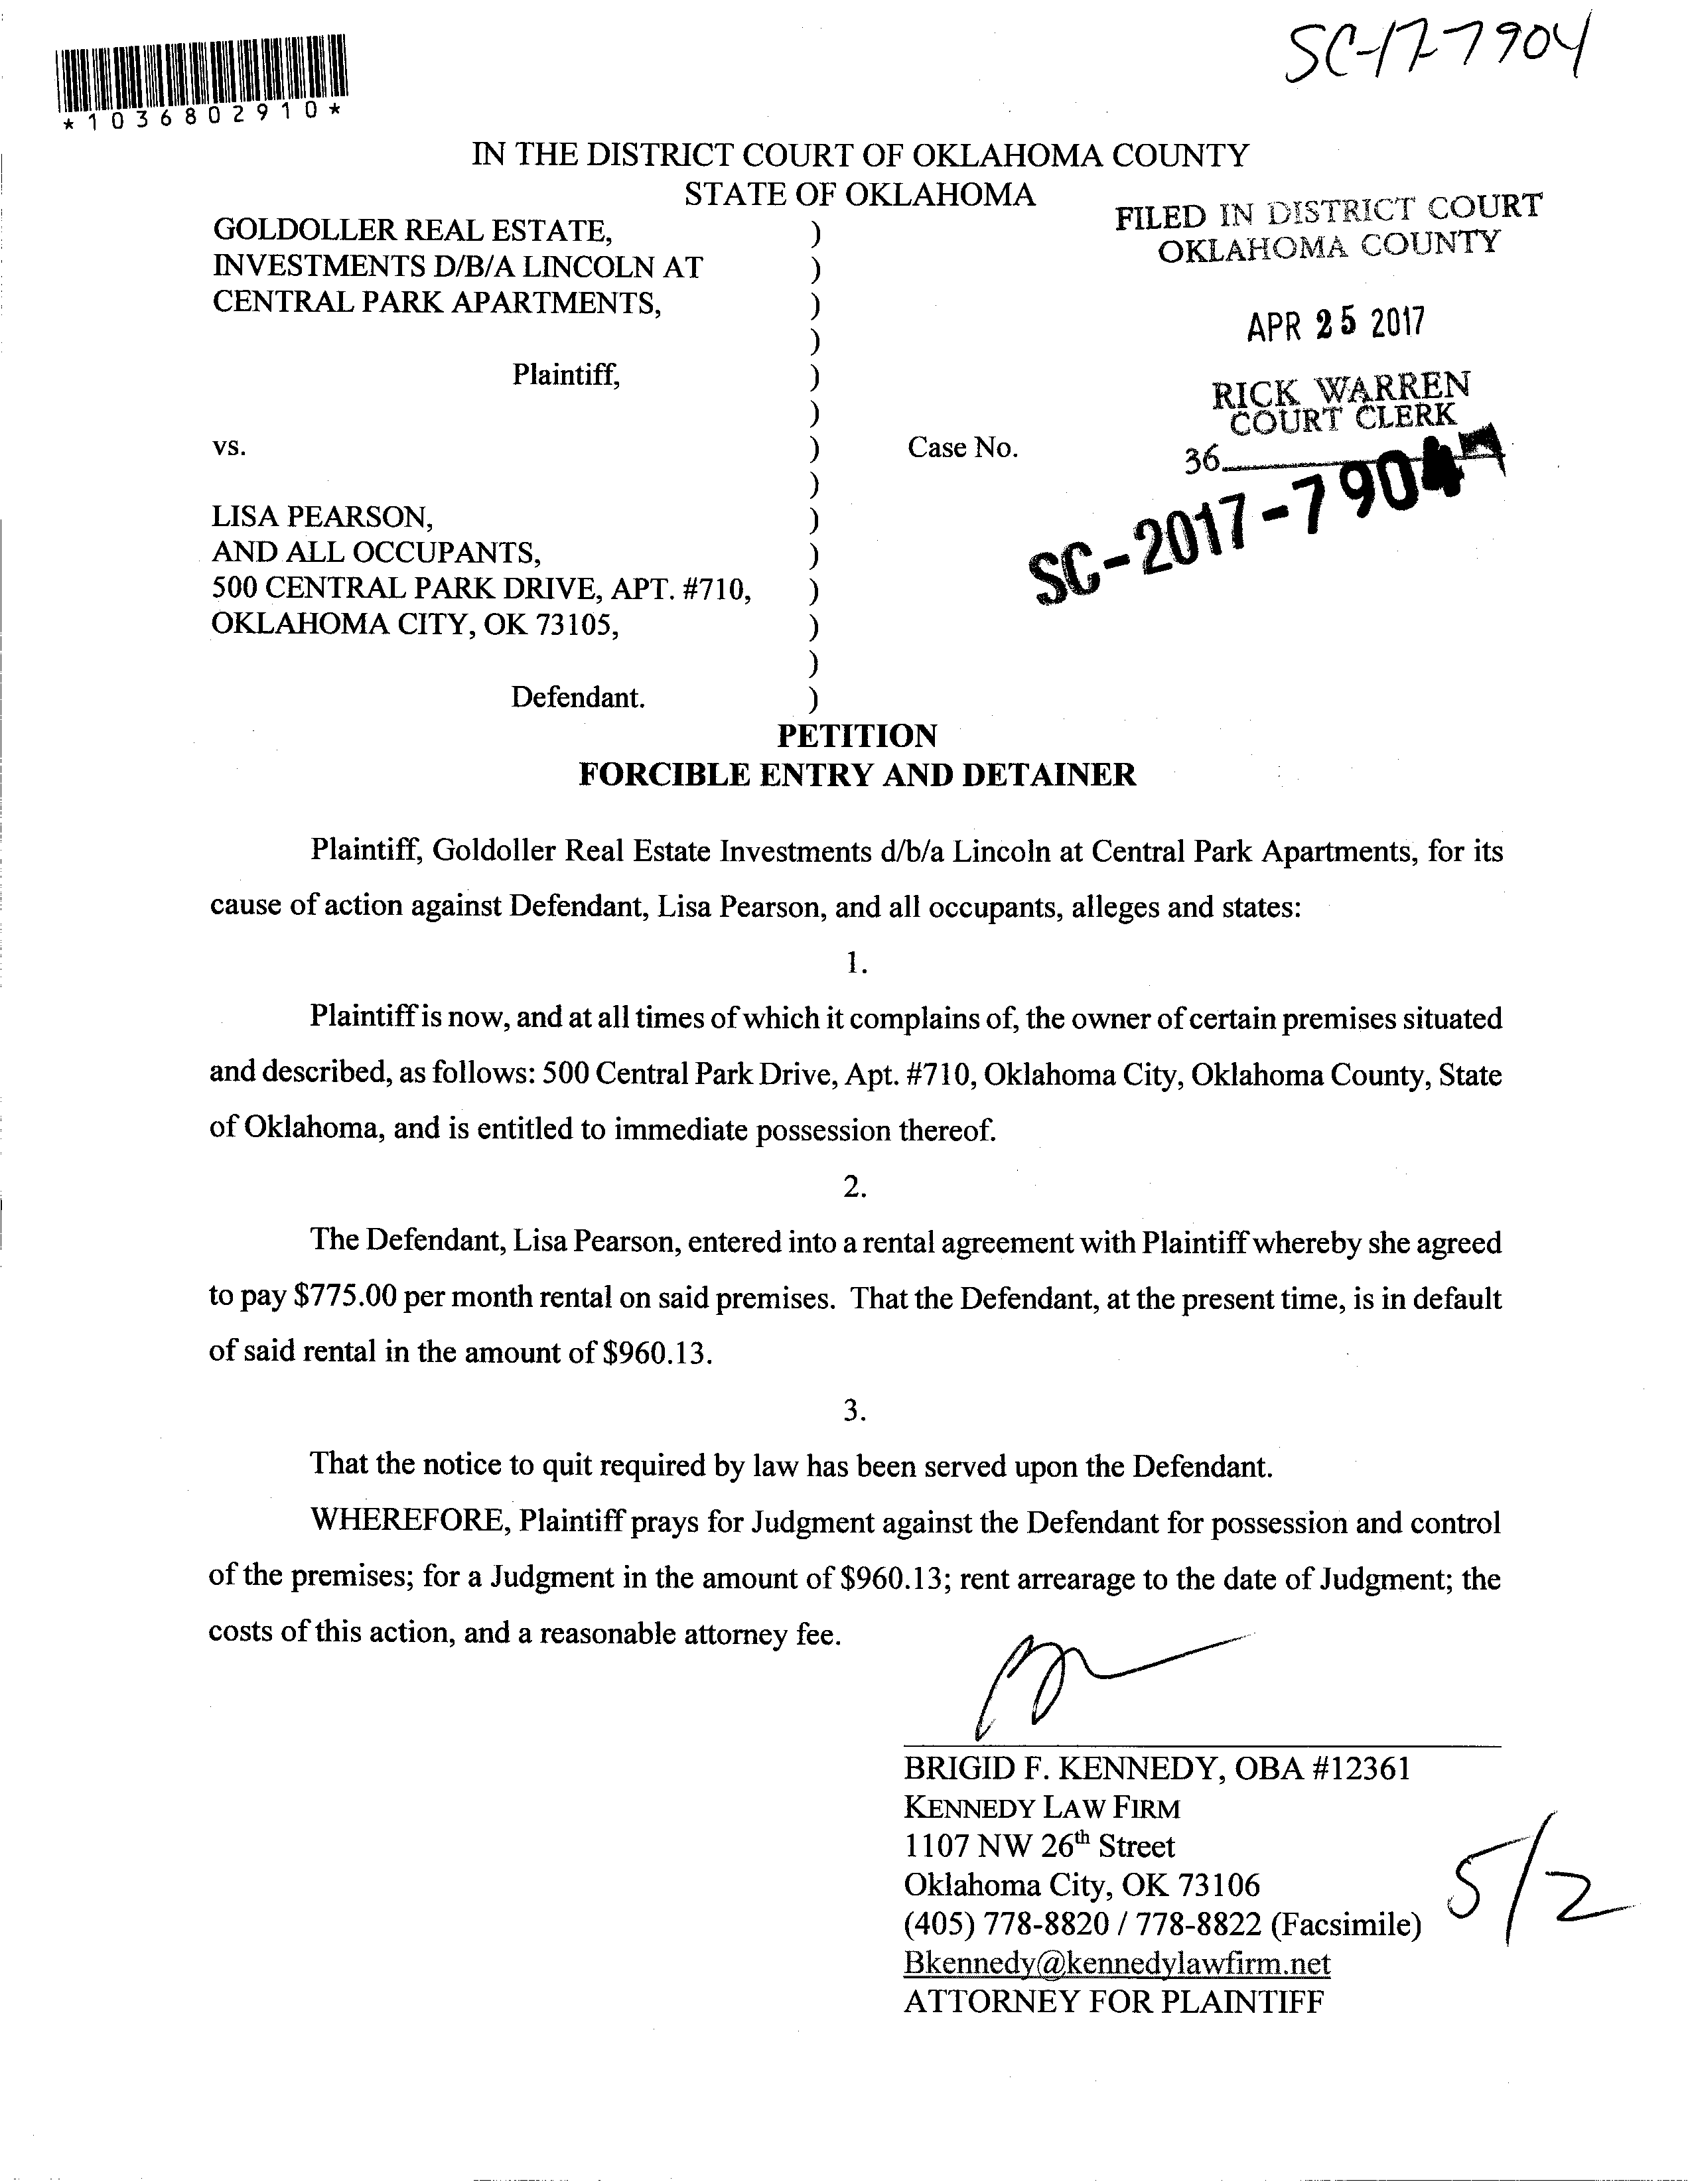 SC-17-7904
*1036802910*
IN THE DISTRICT COURT OF OKLAHOMA COUNTY
STATE OF OKLAHOMA
FILED IN DISTRICT COURT
OKLAHOMA COUNTY
GOLDOLLER REAL ESTATE, )
INVESTMENTS D/B/A LINCOLN AT )
CENTRAL PARK APARTMENTS, )
APR 25 2017
)
Plaintiff, )
RICK WARREN
COURT CLERK
)
vs. ) Case No.
36
)
SC-2017-7904
LISA PEARSON, )
AND ALL OCCUPANTS, )
500 CENTRAL PARK DRIVE, APT. #710, )
OKLAHOMA CITY, OK 73105, )
)
Defendant. )
PETITION
FORCIBLE ENTRY AND DETAINER
Plaintiff, Goldoller Real Estate Investments d/b/a Lincoln at Central Park Apartments, for its
cause of action against Defendant, Lisa Pearson, and all occupants, alleges and states:
1.
Plaintiff is now, and at all times of which it complains of, the owner of certain premises situated
and described, as follows: 500 Central Park Drive, Apt. #710, Oklahoma City, Oklahoma County, State
of Oklahoma, and is entitled to immediate possession thereof.
2.
The Defendant, Lisa Pearson, entered into a rental agreement with Plaintiff whereby she agreed
to pay $775.00 per month rental on said premises. That the Defendant, at the present time, is in default
of said rental in the amount of $960.13.
3.
That the notice to quit required by law has been served upon the Defendant.
WHEREFORE, Plaintiff prays for Judgment against the Defendant for possession and control
of the premises; for a Judgment in the amount of $960.13; rent arrearage to the date of Judgment; the
costs of this action, and a reasonable attorney fee.
BRIGID F. KENNEDY, OBA #12361
KENNEDY LAW FIRM
1107 NW 26th Street
Oklahoma City, OK 73106
(405) 778-8820 / 778-8822 (Facsimile)
Bkennedy@kennedylawfirm.net
ATTORNEY FOR PLAINTIFF
5/2